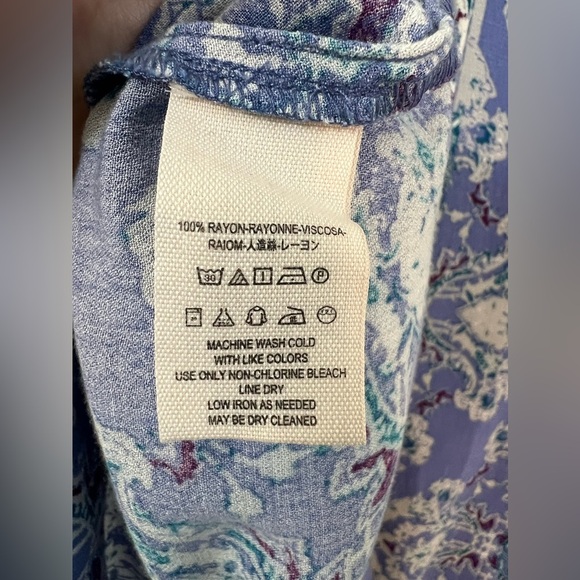 100% RAYON-RAYONNE-VISCOSA-
RAIOM-人造絲-レーヨン
30 P
MACHINE WASH COLD
WITH LIKE COLORS
USE ONLY NON-CHLORINE BLEACH
LINE DRY
LOW IRON AS NEEDED
MAY BE DRY CLEANED